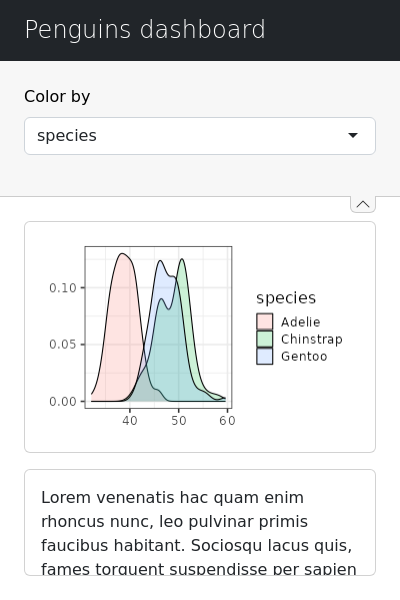 Penguins dashboard
Color by
species
0.10
0.05
0.00
40 50 60
species
Adelie
Chinstrap
Gentoo
Lorem venenatis hac quam enim
rhoncus nunc, leo pulvinar primis
faucibus habitant. Sociosqu lacus quis,
fames torquent suspendisse per sapien